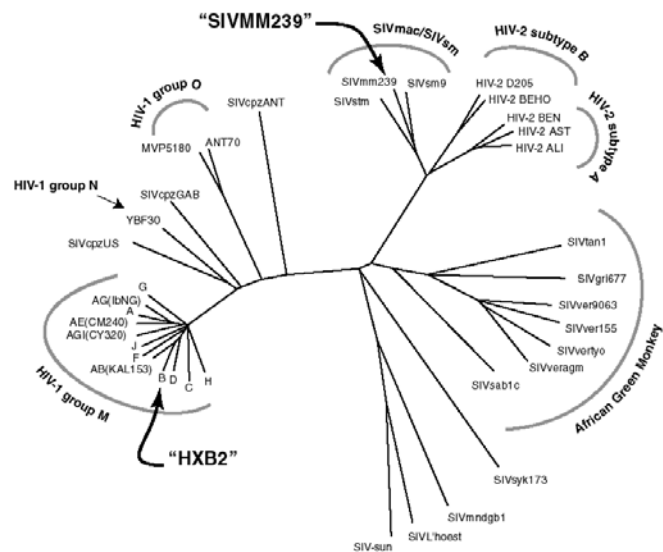 “SIVMM239”
SIVmac/SIVsm
HIV-2 subtype B
SIVmm239
SIVsm9
SIVstm
HIV-2 D205
HIV-2 BEHO
HIV-2 subtype A
HIV-2 BEN
HIV-2 AST
HIV-2 ALI
HIV-1 group O
SIVcpzANT
MVP5180
ANT70
HIV-1 group N
SIVcpzGAB
YBF30
SIVcpzUS
G
AG(IbNG)
A
AE(CM240)
AGI(CY320)
J
F
AB(KAL153)
B
D
C
H
HIV-1 group M
“HXB2”
SIVtan1
SIVgri677
SIVver9063
SIVver155
SIVvertyo
SIVveragm
SIVsab1c
African Green Monkey
SIVsyk173
SIVmndgb1
SIVL'hoest
SIV-sun